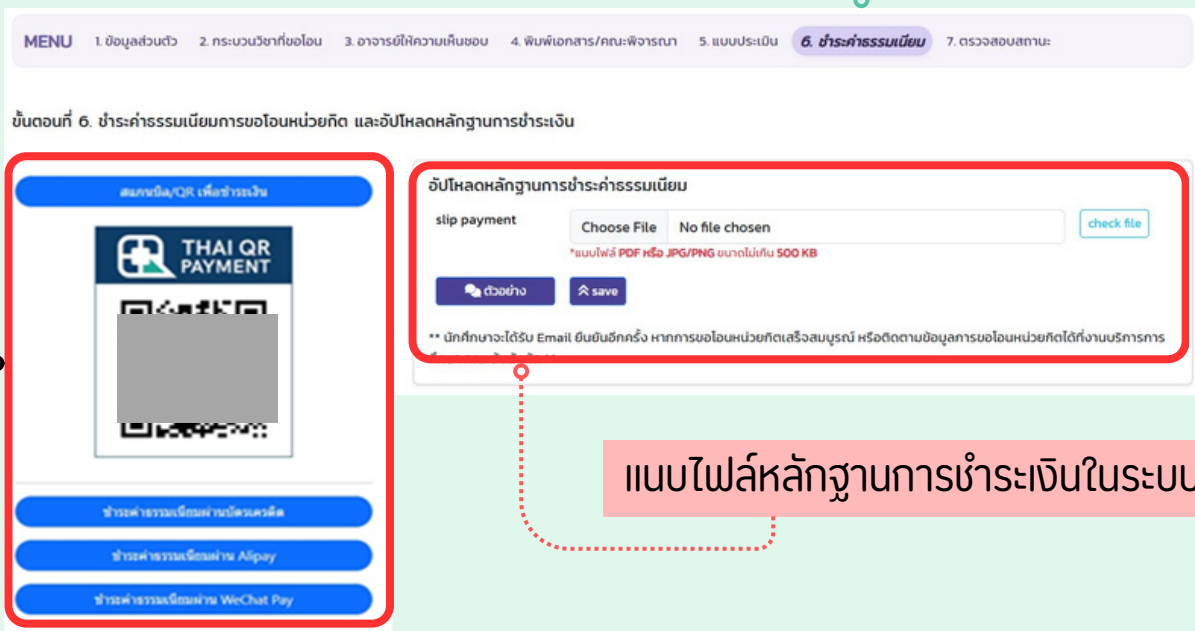 MENU 1. ข้อมูลส่วนตัว 2. กระบวนวิชาที่ขอโอน 3. อาจารย์ให้ความเห็นชอบ 4. พิมพ์เอกสาร/คณะพิจารณา 5. แบบประเมิน 6. ชำระค่าธรรมเนียม 7. ตรวจสอบสถานะ
ขั้นตอนที่ 6. ชำระค่าธรรมเนียมการขอโอนหน่วยกิต และอัปโหลดหลักฐานการชำระเงิน
สแกนบิล/QR เพื่อชำระเงิน
THAI QR
PAYMENT
ชำระค่าธรรมเนียมผ่านบัตรเครดิต
ชำระค่าธรรมเนียมผ่าน Alipay
ชำระค่าธรรมเนียมผ่าน WeChat Pay
อัปโหลดหลักฐานการชำระค่าธรรมเนียม
slip payment Choose File No file chosen check file
*แนบไฟล์ PDF หรือ JPG/PNG ขนาดไม่เกิน 500 KB
ตัวอย่าง save
** นักศึกษาจะได้รับ Email ยืนยันอีกครั้ง หากการขอโอนหน่วยกิตเสร็จสมบูรณ์ หรือติดตามข้อมูลการขอโอนหน่วยกิตได้ที่งานบริการการ
แนบไฟล์หลักฐานการชำระเงินในระบบ